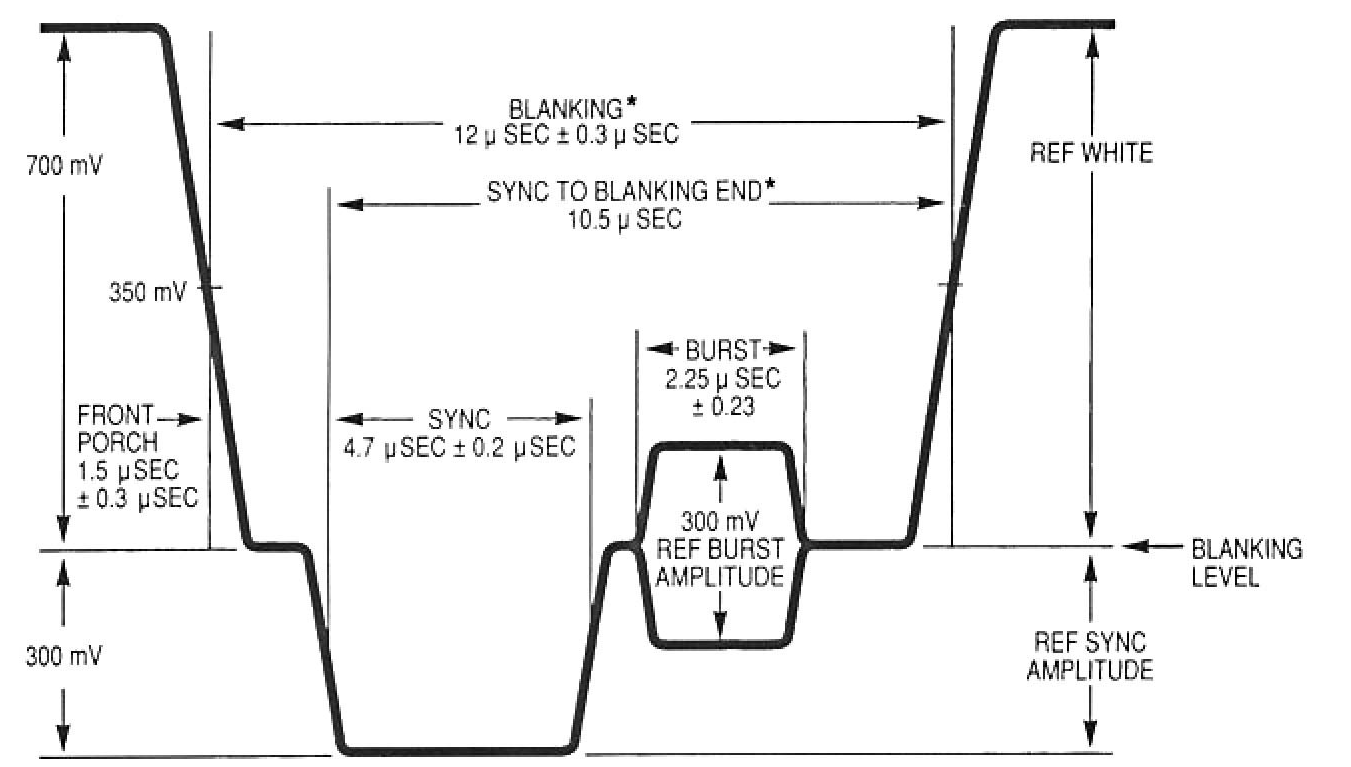 BLANKING*
12 µ SEC ± 0.3 µ SEC
700 mV
REF WHITE
SYNC TO BLANKING END*
10.5 µ SEC
350 mV
BURST
2.25 µ SEC
± 0.23
FRONT
PORCH
1.5 µSEC
± 0.3 µSEC
SYNC
4.7 µSEC ± 0.2 µSEC
300 mV
REF BURST
AMPLITUDE
BLANKING
LEVEL
300 mV
REF SYNC
AMPLITUDE